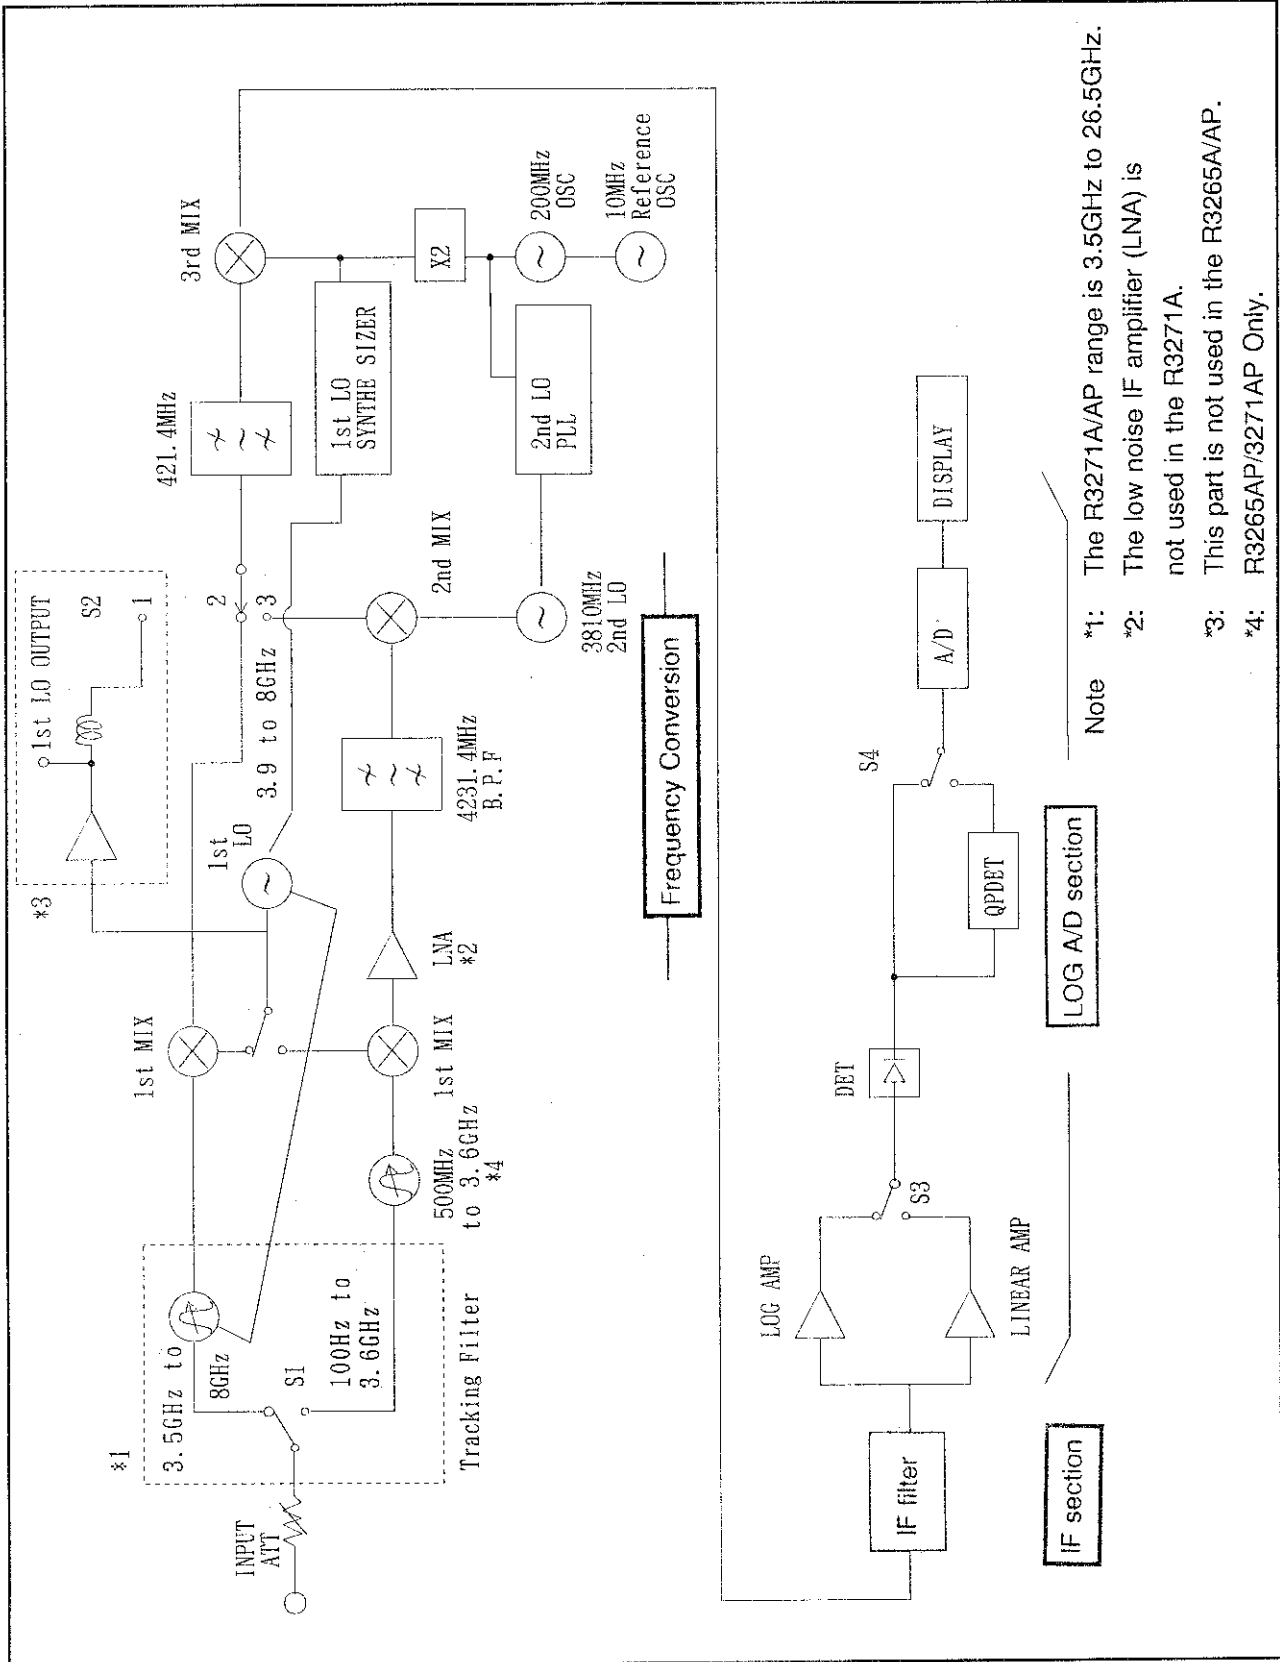 *1
INPUT
ATT
3.5GHz to
8GHz
S1
100Hz to
3.6GHz
Tracking Filter
1st MIX
500MHz
to 3.6GHz
*4
1st MIX
LNA
*2
*3
1st LO OUTPUT
S2
1
2
3
1st
LO
3.9 to 8GHz
4231.4MHz
B.P.F
2nd MIX
3810MHz
2nd LO
421.4MHz
3rd MIX
1st LO
SYNTHE SIZER
2nd LO
PLL
X2
200MHz
OSC
10MHz
Reference
OSC
Frequency Conversion
IF filter
LOG AMP
LINEAR AMP
S3
DET
QPDET
S4
A/D
DISPLAY
IF section
LOG A/D section
Note *1: The R3271A/AP range is 3.5GHz to 26.5GHz.
*2: The low noise IF amplifier (LNA) is
not used in the R3271A.
*3: This part is not used in the R3265A/AP.
*4: R3265AP/3271AP Only.